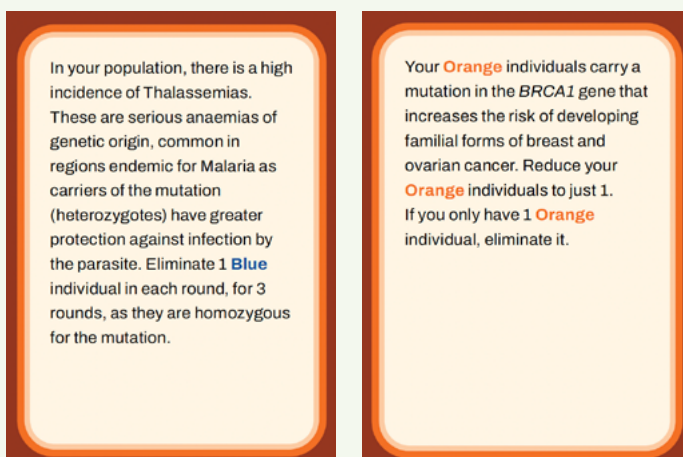 In your population, there is a high
incidence of Thalassemias.
These are serious anaemias of
genetic origin, common in
regions endemic for Malaria as
carriers of the mutation
(heterozygotes) have greater
protection against infection by
the parasite. Eliminate 1 Blue
individual in each round, for 3
rounds, as they are homozygous
for the mutation.
Your Orange individuals carry a
mutation in the BRCA1 gene that
increases the risk of developing
familial forms of breast and
ovarian cancer. Reduce your
Orange individuals to just 1.
If you only have 1 Orange
individual, eliminate it.